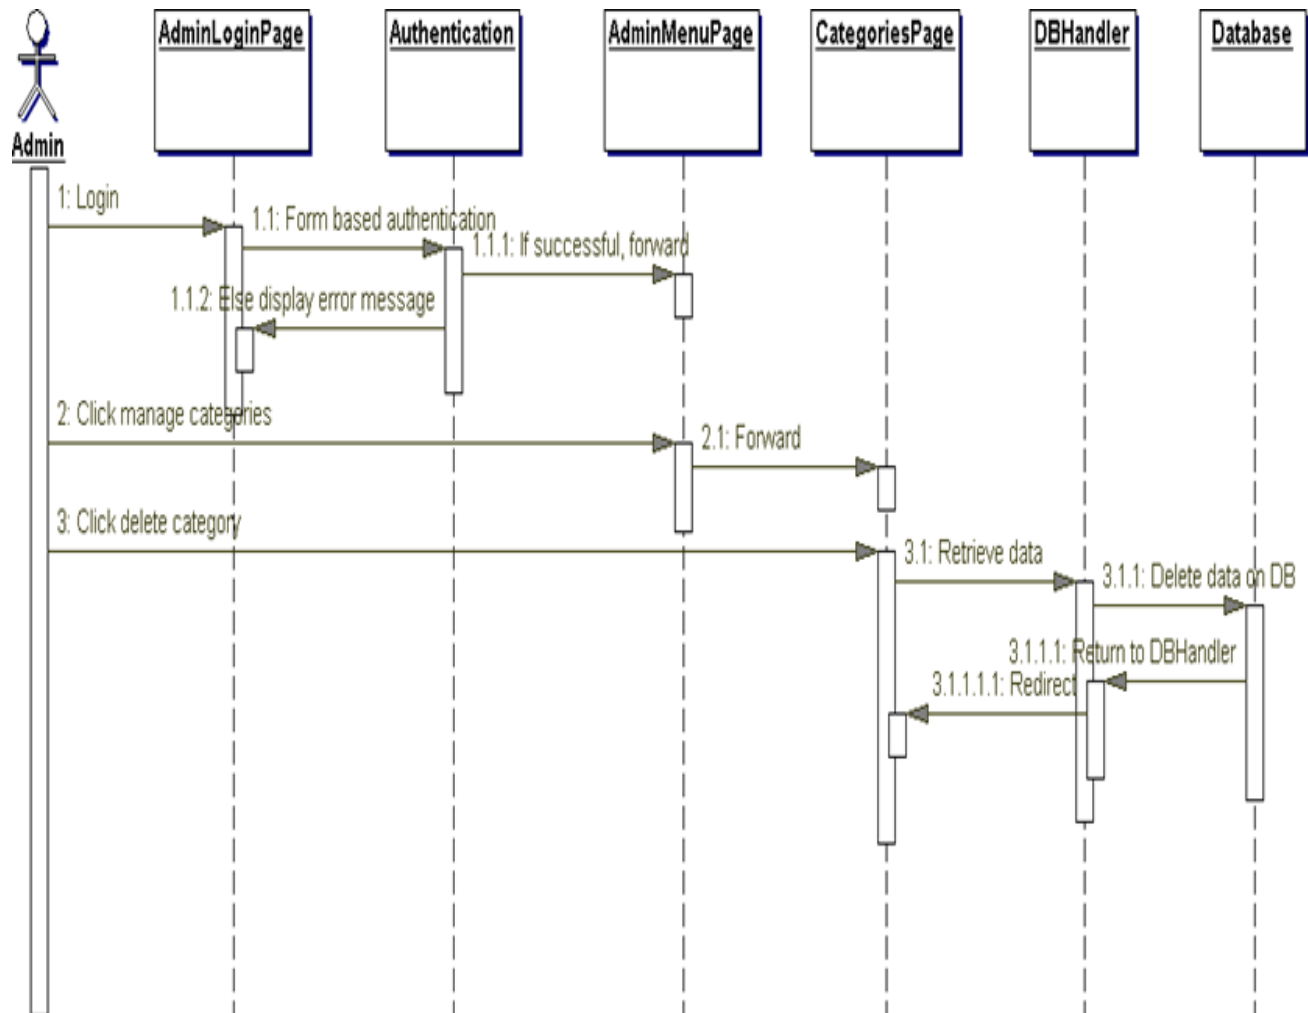 AdminLoginPage
Authentication
AdminMenuPage
CategoriesPage
DBHandler
Database
Admin
1: Login
1.1: Form based authentication
1.1.1: If successful, forward
1.1.2: Else display error message
2: Click manage categories
2.1: Forward
3: Click delete category
3.1: Retrieve data
3.1.1: Delete data on DB
3.1.1.1: Return to DBHandler
3.1.1.1.1: Redirect